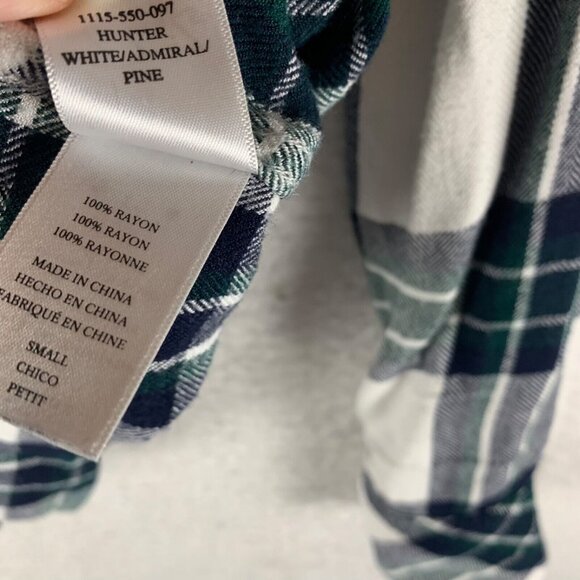 1115-550-097
HUNTER
WHITE/ADMIRAL/
PINE
100% RAYON
100% RAYON
100% RAYONNE
MADE IN CHINA
HECHO EN CHINA
FABRIQUÉ EN CHINE
SMALL
CHICO
PETIT